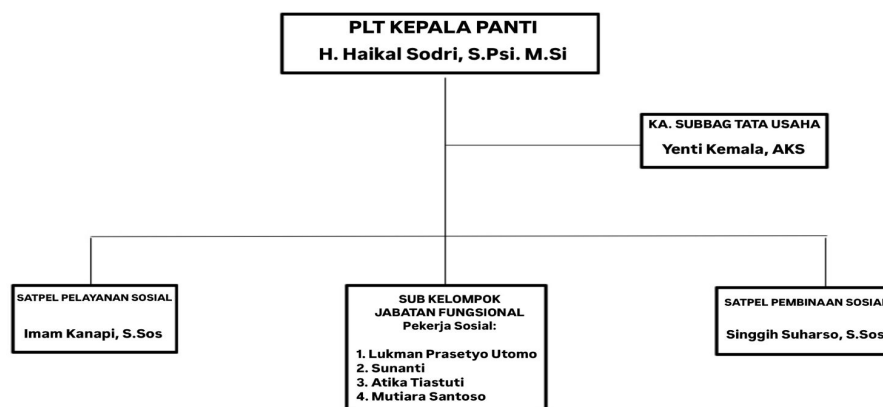 PLT KEPALA PANTI
H. Haikal Sodri, S.Psi. M.Si
KA. SUBBAG TATA USAHA
Yenti Kemala, AKS
SATPEL PELAYANAN SOSIAL
Imam Kanapi, S.Sos
SUB KELOMPOK
JABATAN FUNGSIONAL
Pekerja Sosial:
1. Lukman Prasetyo Utomo
2. Sunanti
3. Atika Tiastuti
4. Mutiara Santoso
SATPEL PEMBINAAN SOSIAL
Singgih Suharso, S.Sos